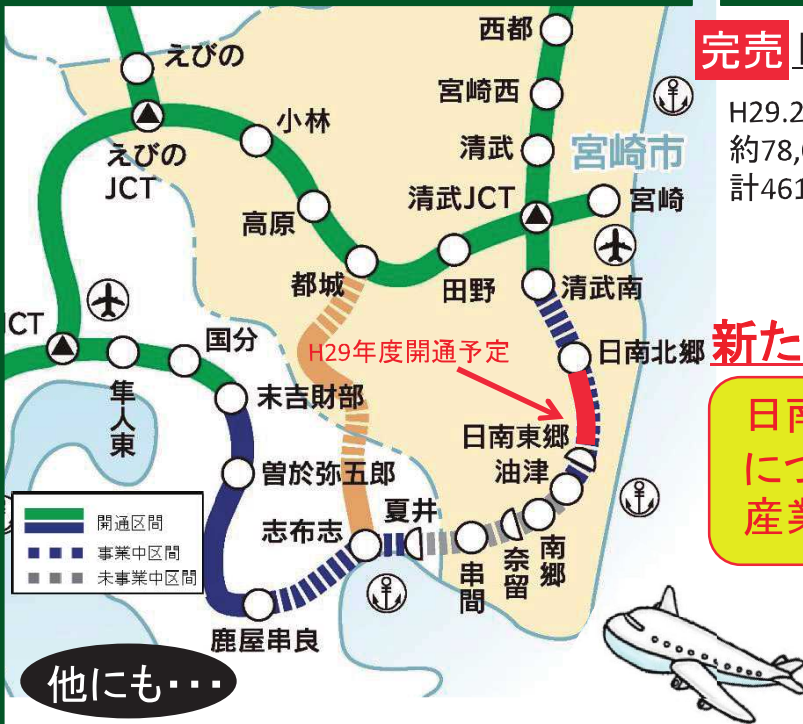 西都
えびの
宮崎西
小林
清武
宮崎市
えびの
JCT
清武JCT
宮崎
高原
都城
田野
清武南
CT
国分
H29年度開通予定
日南北郷
隼人東
末吉財部
日南東郷
油津
曽於弥五郎
夏井
志布志
開通区間
事業中区間
未事業中区間
串間
奈留
南郷
鹿屋串良
他にも・・・
完売
H29.2
約78,
計461
新た
日南
につ
産業